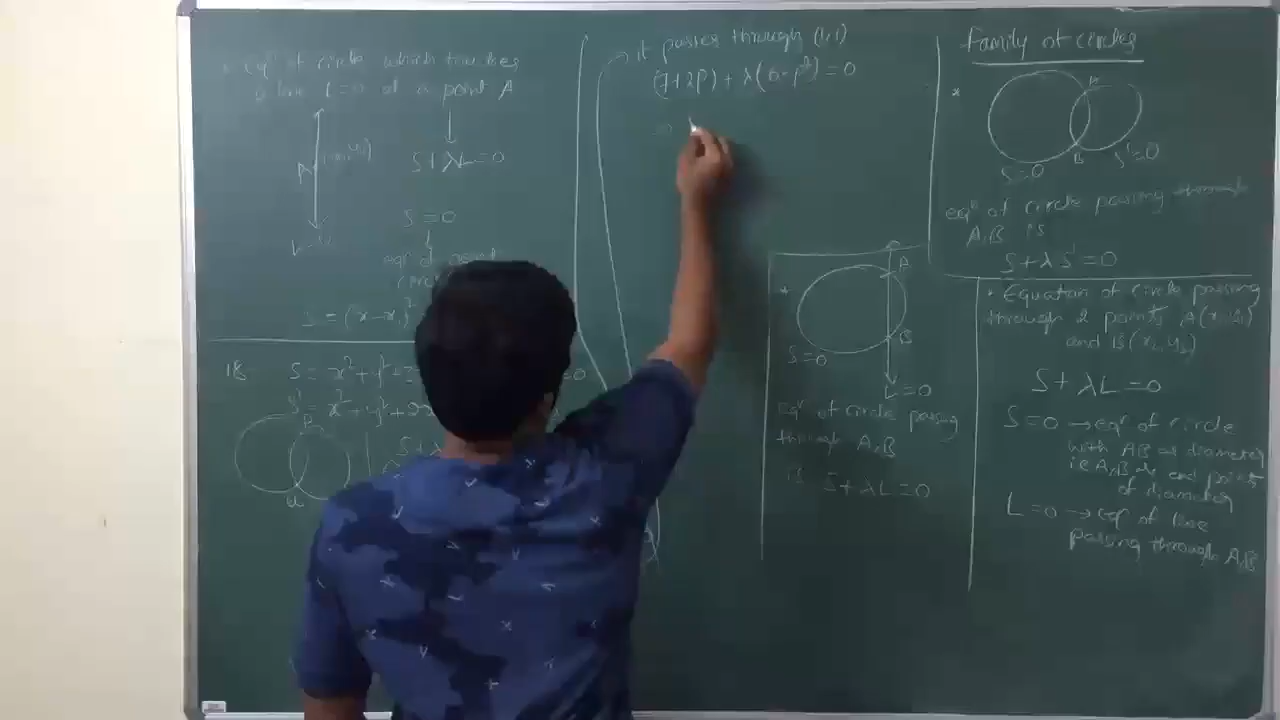 eqⁿ of circle which touches
a line L=0 at a point A
S+λL=0
S=0
eqⁿ of point
18
S = x²+y²+
=0
S' = x²+y²+
P
Q
S+λ
it passes through (1,1)
(7+2P) + λ(6-P²) = 0
⇒
*
A
B
S=0
L=0
eqⁿ of circle passing
through A,B
is S+λL=0
Family of circles
*
A
B
S=0
S'=0
eqⁿ of circle passing through
A,B is
S+λS'=0
• Equation of circle passing
through 2 points A(x₁,y₁)
and B(x₂,y₂)
S+λL=0
S=0 → eqⁿ of circle
with AB as diameter
ie A,B are end points
of diameter
L=0 → eqⁿ of line
passing through A,B